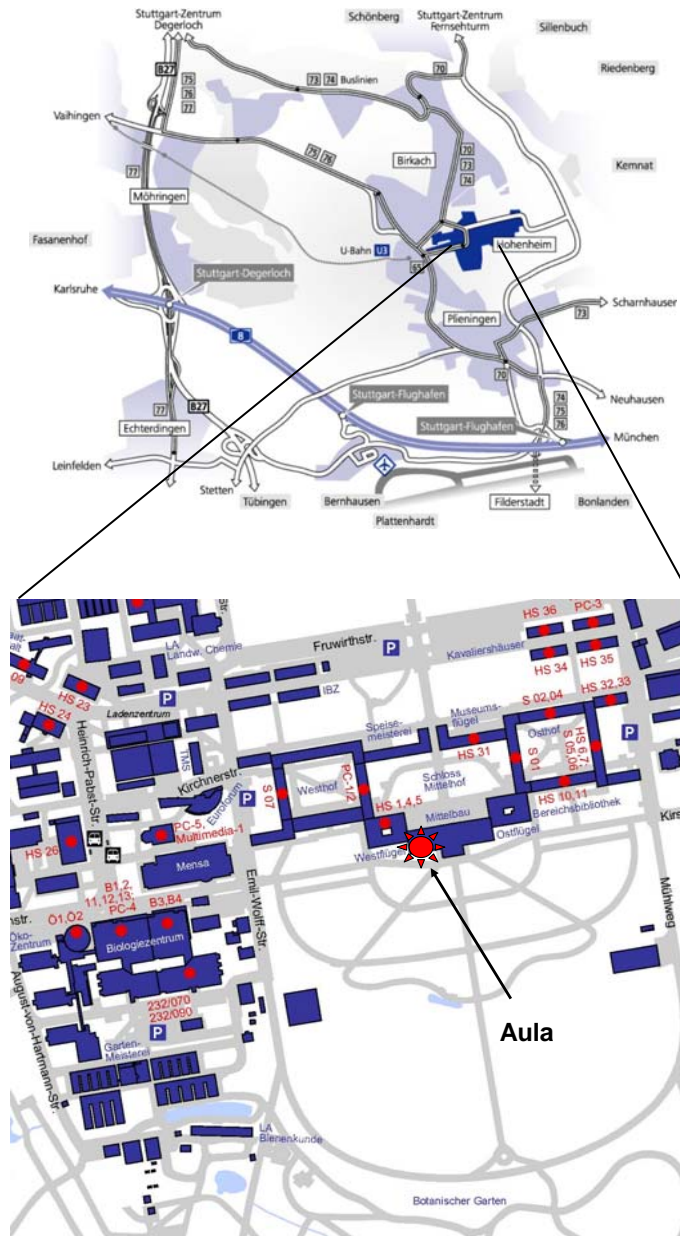 Stuttgart-Zentrum
Degerloch
Schönberg
Stuttgart-Zentrum
Fernsehturm
Sillenbuch
Riedenberg
Kemnat
B27
75
76
77
73
74
Buslinien
70
Vaihingen
75
76
Birkach
70
73
74
77
Möhringen
Fasanenhof
U-Bahn
U3
65
Hohenheim
Stuttgart-Degerloch
Karlsruhe
8
Plieningen
Scharnhauser
73
70
Neuhausen
74
75
76
77
B27
Stuttgart-Flughafen
Stuttgart-Flughafen
München
Echterdingen
Leinfelden
Stetten
Tübingen
Bernhausen
Plattenhardt
Filderstadt
Bonlanden
HS 36
PC-3
Fruwirthstr.
P
Kavaliershäuser
HS 34
HS 35
LA
Landw. Chemie
09
HS 23
HS 24
P
IBZ
Ladenzentrum
Heinrich-Pabst-Str.
TMS
Speise-
meisterei
Museums-
flügel
S 02,04
HS 32,33
P
HS 31
Osthof
S 01
HS 6,7,
S 05,06
Kirchnerstr.
Euroforum
P
S 07
Westhof
PC-1/2
Schloss
Mittelhof
HS 1,4,5
Mittelbau
HS 10,11
Bereichsbibliothek
Ostflügel
Westflügel
Kirs
HS 26
PC-5,
Multimedia-1
Mensa
Emil-Wolff-Str.
Mühlweg
B1,2,
11,12,13,
PC-4
B3,B4
nstr.
Ö1,Ö2
Öko-
Zentrum
Biologiezentrum
August-von-Hartmann-Str.
232/070
232/090
P
Garten-
Meisterei
Aula
LA
Bienenkunde
Botanischer Garten